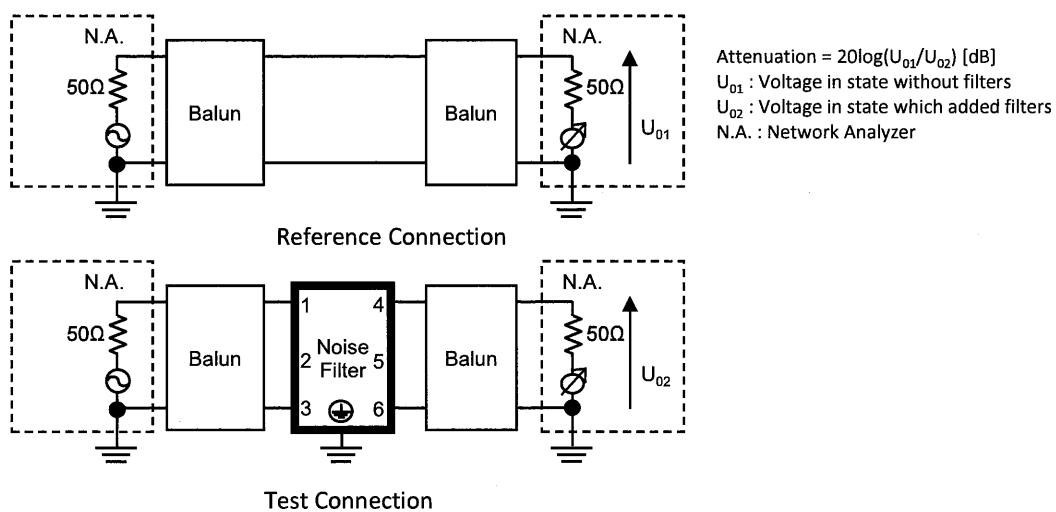 N.A.
50Ω
Balun
Balun
N.A.
50Ω
U01
Attenuation = 20log(U01/U02) [dB]
U01 : Voltage in state without filters
U02 : Voltage in state which added filters
N.A. : Network Analyzer
Reference Connection
N.A.
50Ω
Balun
1 4
2 Noise Filter 5
3 6
Balun
N.A.
50Ω
U02
Test Connection